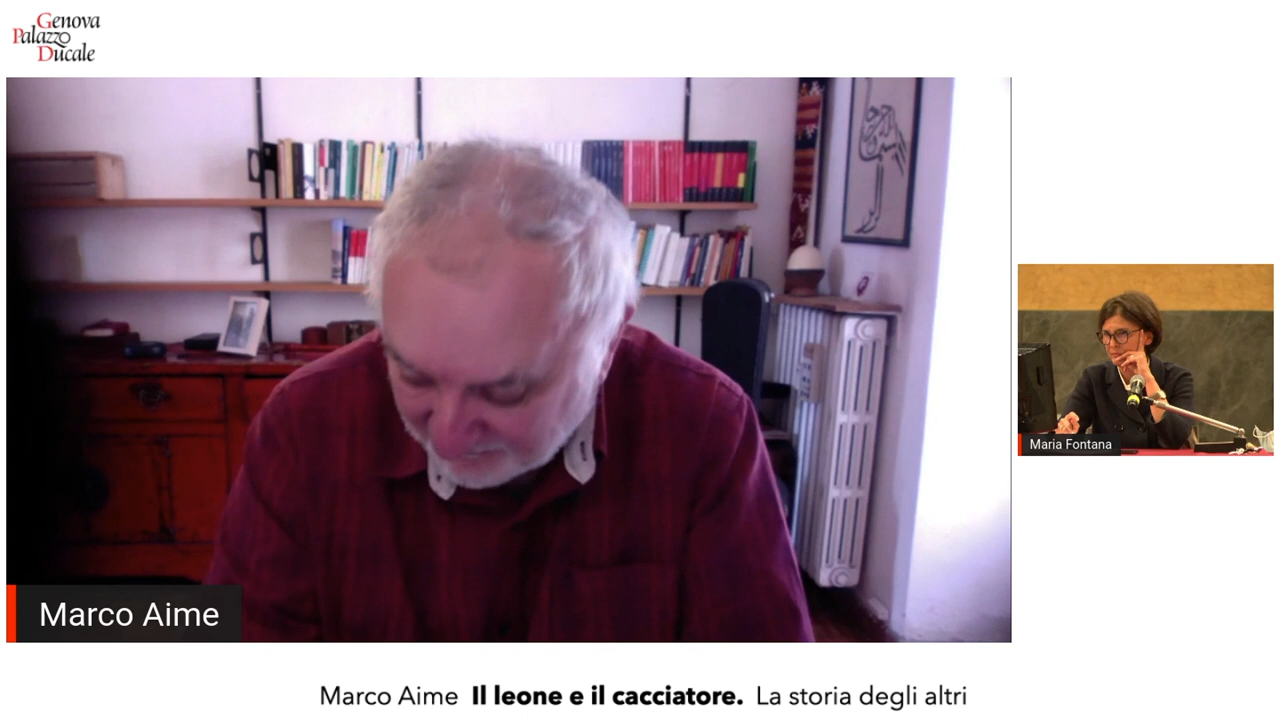 Genova
Palazzo
Ducale
Marco Aime
Maria Fontana
Marco Aime Il leone e il cacciatore. La storia degli altri